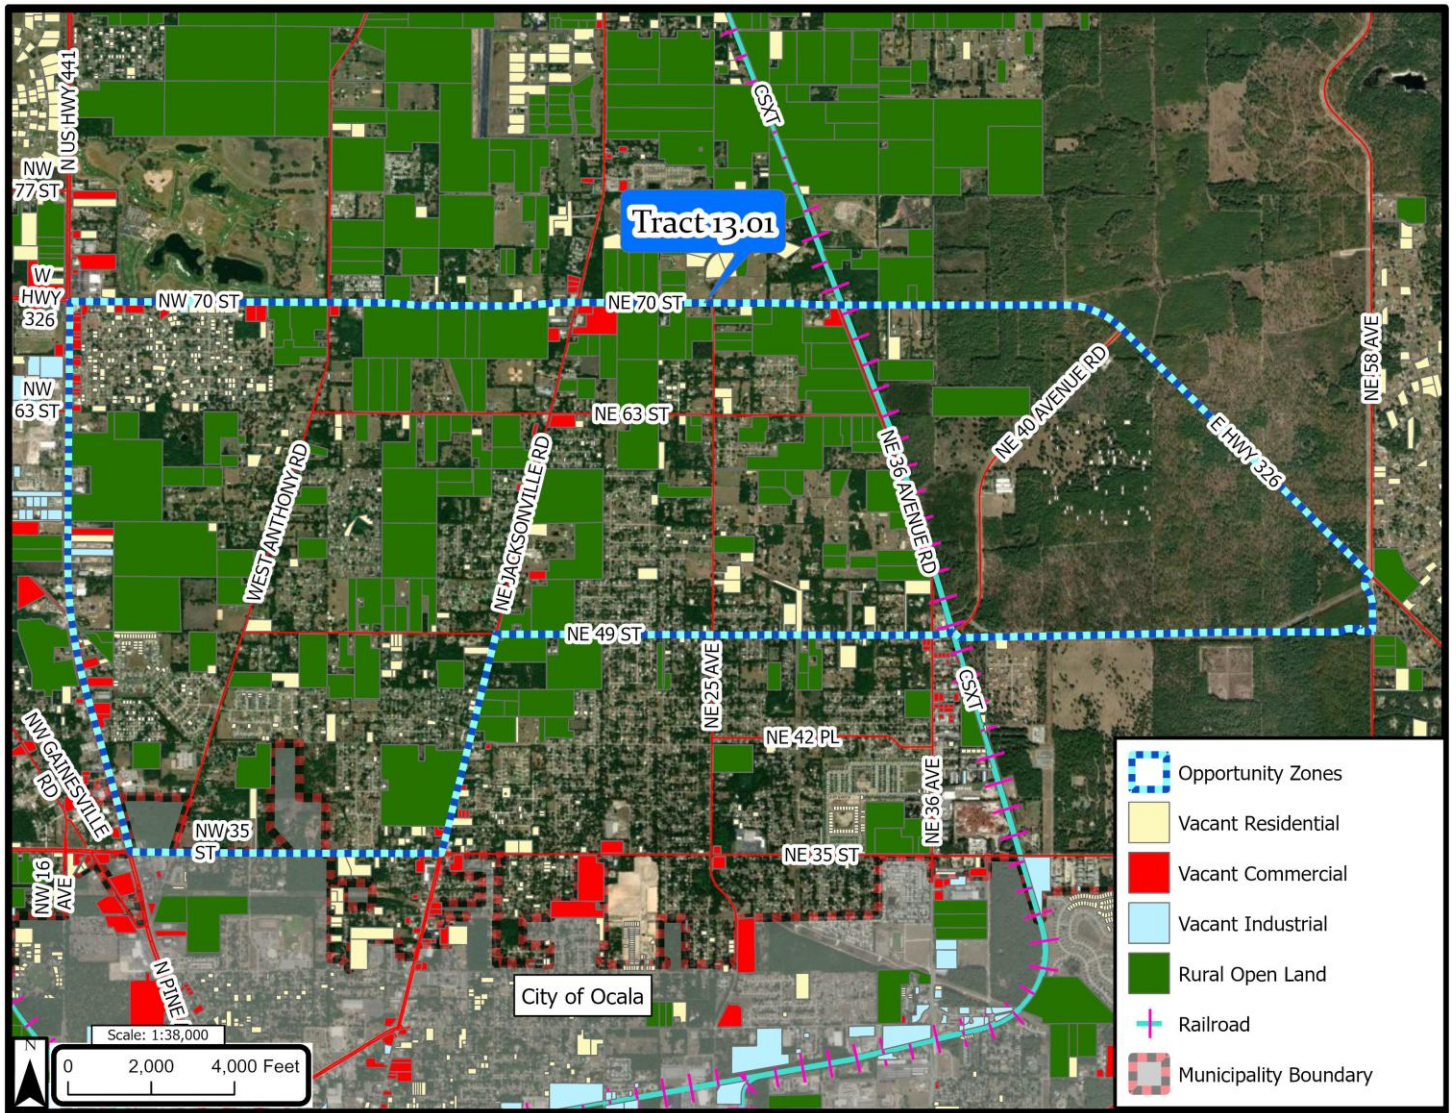 N US HWY 441
CSXT
NW
77 ST
Tract 13.01
W
HWY
326
NW 70 ST
NE 70 ST
NE 58 AVE
NE 40 AVENUE RD
NW
63 ST
NE 63 ST
E HWY 326
WEST ANTHONY RD
NE JACKSONVILLE RD
NE 36 AVENUE RD
NE 49 ST
NE 25 AVE
CSXT
NW GAINESVILLE
RD
NE 42 PL
NE 36 AVE
NW 35
ST
NE 35 ST
NW 16
AVE
N PINE
City of Ocala
Opportunity Zones
Vacant Residential
Vacant Commercial
Vacant Industrial
Rural Open Land
Railroad
Municipality Boundary
Scale: 1:38,000
N
0 2,000 4,000 Feet